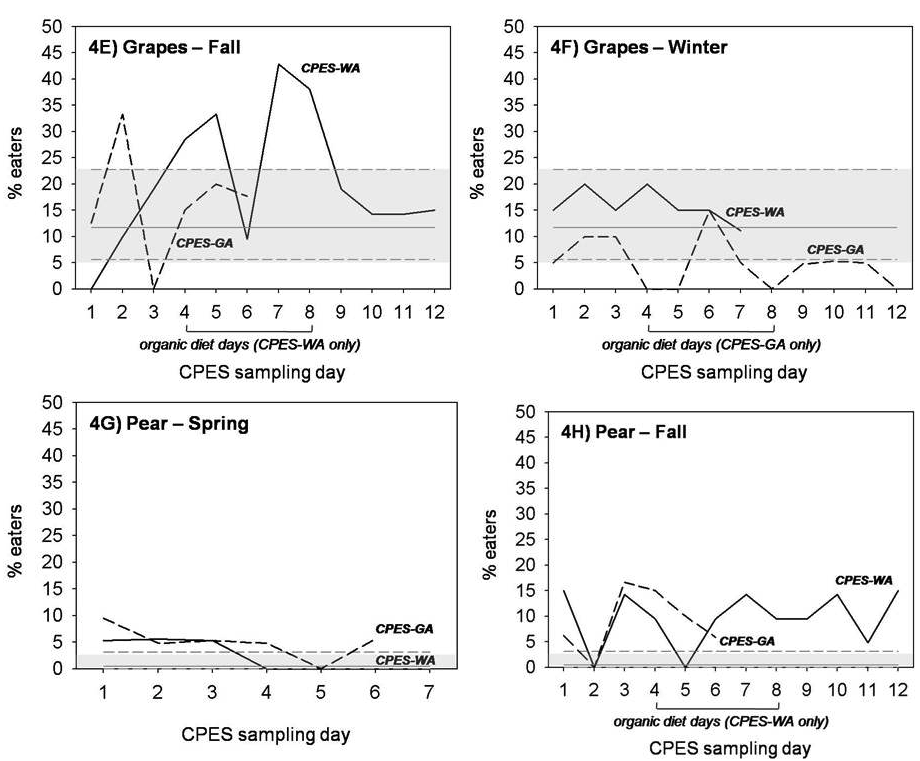 4E) Grapes – Fall
% eaters
50
45
40
35
30
25
20
15
10
5
0
CPES-WA
CPES-GA
1 2 3 4 5 6 7 8 9 10 11 12
organic diet days (CPES-WA only)
CPES sampling day
4F) Grapes – Winter
% eaters
50
45
40
35
30
25
20
15
10
5
0
CPES-WA
CPES-GA
1 2 3 4 5 6 7 8 9 10 11 12
organic diet days (CPES-GA only)
CPES sampling day
4G) Pear – Spring
% eaters
50
45
40
35
30
25
20
15
10
5
0
CPES-GA
CPES-WA
1 2 3 4 5 6 7
CPES sampling day
4H) Pear – Fall
% eaters
50
45
40
35
30
25
20
15
10
5
0
CPES-WA
CPES-GA
1 2 3 4 5 6 7 8 9 10 11 12
organic diet days (CPES-WA only)
CPES sampling day